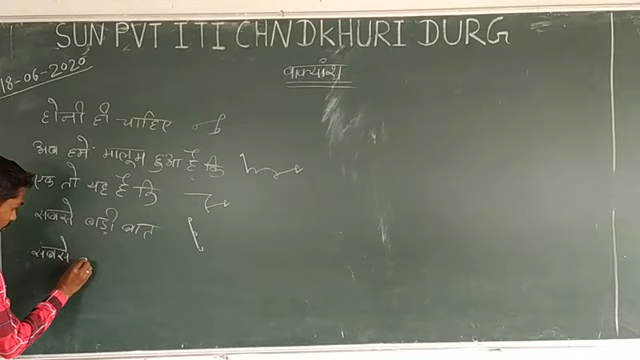 SUN PVT ITI CHNDKHURI DURG
18-06-2020
वाक्यांश
होनी ही चाहिए
अब हमें मालूम हुआ है कि
एक तो यह है कि
सबसे बड़ी बात
सबसे